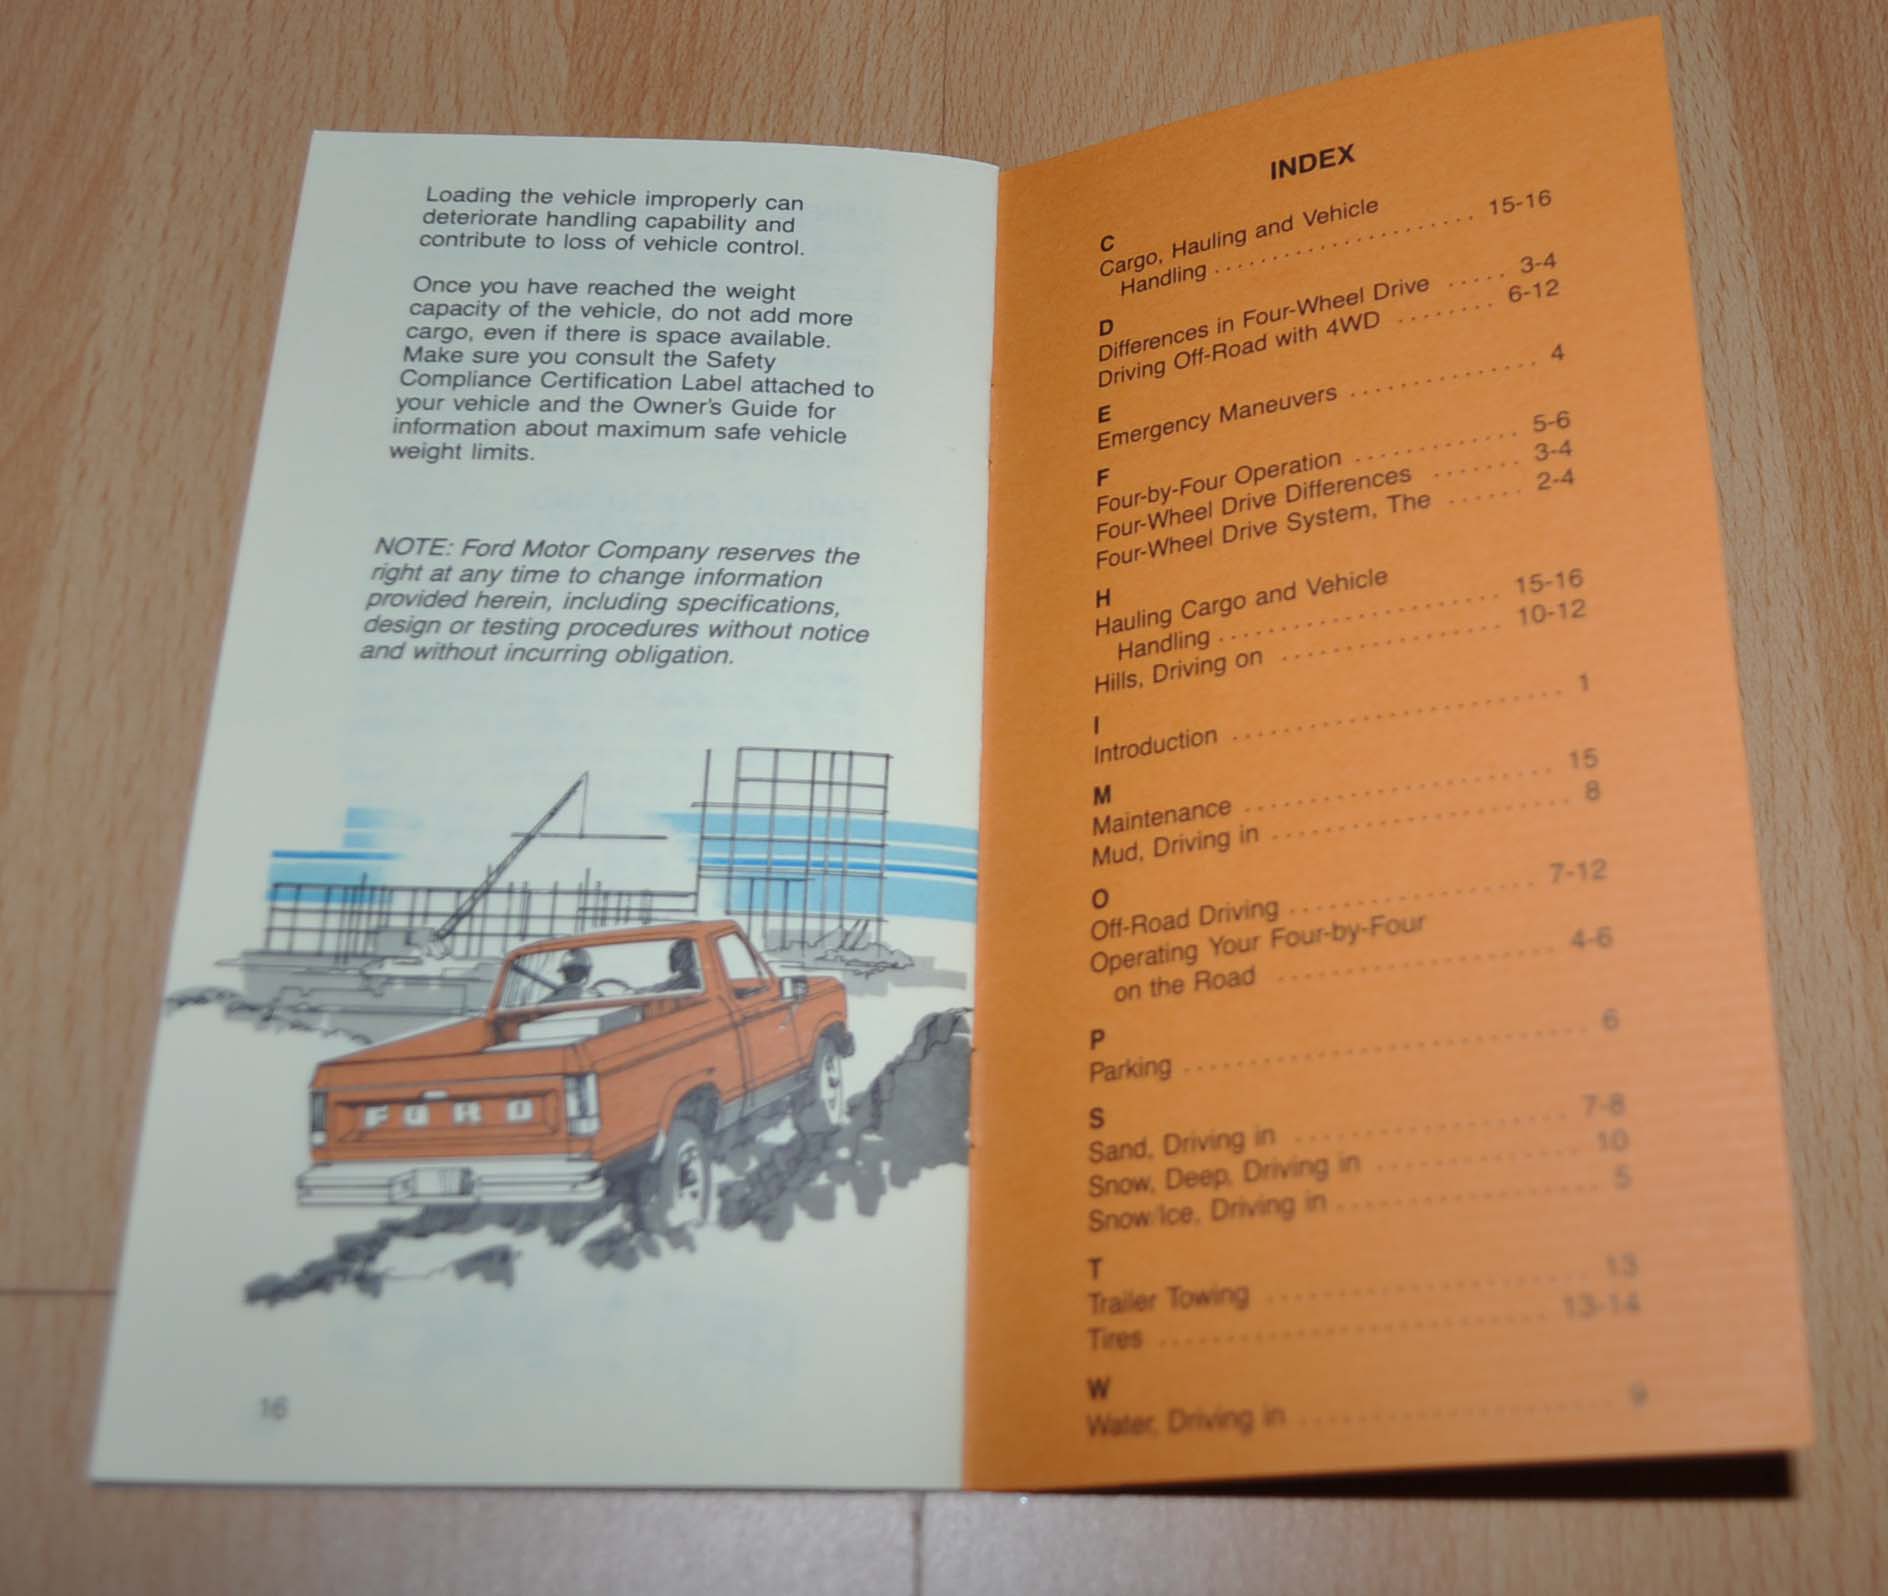 Loading the vehicle improperly can
deteriorate handling capability and
contribute to loss of vehicle control.
Once you have reached the weight
capacity of the vehicle, do not add more
cargo, even if there is space available.
Make sure you consult the Safety
Compliance Certification Label attached to
your vehicle and the Owner's Guide for
information about maximum safe vehicle
weight limits.
NOTE: Ford Motor Company reserves the
right at any time to change information
provided herein, including specifications,
design or testing procedures without notice
and without incurring obligation.
FORD
16
INDEX
C
Cargo, Hauling and Vehicle
Handling .................... 15-16
D
Differences in Four-Wheel Drive ..... 3-4
Driving Off-Road with 4WD ........ 6-12
E
Emergency Maneuvers ............... 4
F
Four-by-Four Operation ............. 5-6
Four-Wheel Drive Differences ....... 3-4
Four-Wheel Drive System, The ...... 2-4
H
Hauling Cargo and Vehicle
Handling ..................... 15-16
Hills, Driving on ................ 10-12
I
Introduction ......................... 1
M
Maintenance ........................ 15
Mud, Driving in ...................... 8
O
Off-Road Driving .................. 7-12
Operating Your Four-by-Four
on the Road ..................... 4-6
P
Parking .............................. 6
S
Sand, Driving in .................... 7-8
Snow, Deep, Driving in .............. 10
Snow/Ice, Driving in .................. 5
T
Trailer Towing ....................... 13
Tires ............................ 13-14
W
Water, Driving in ..................... 9